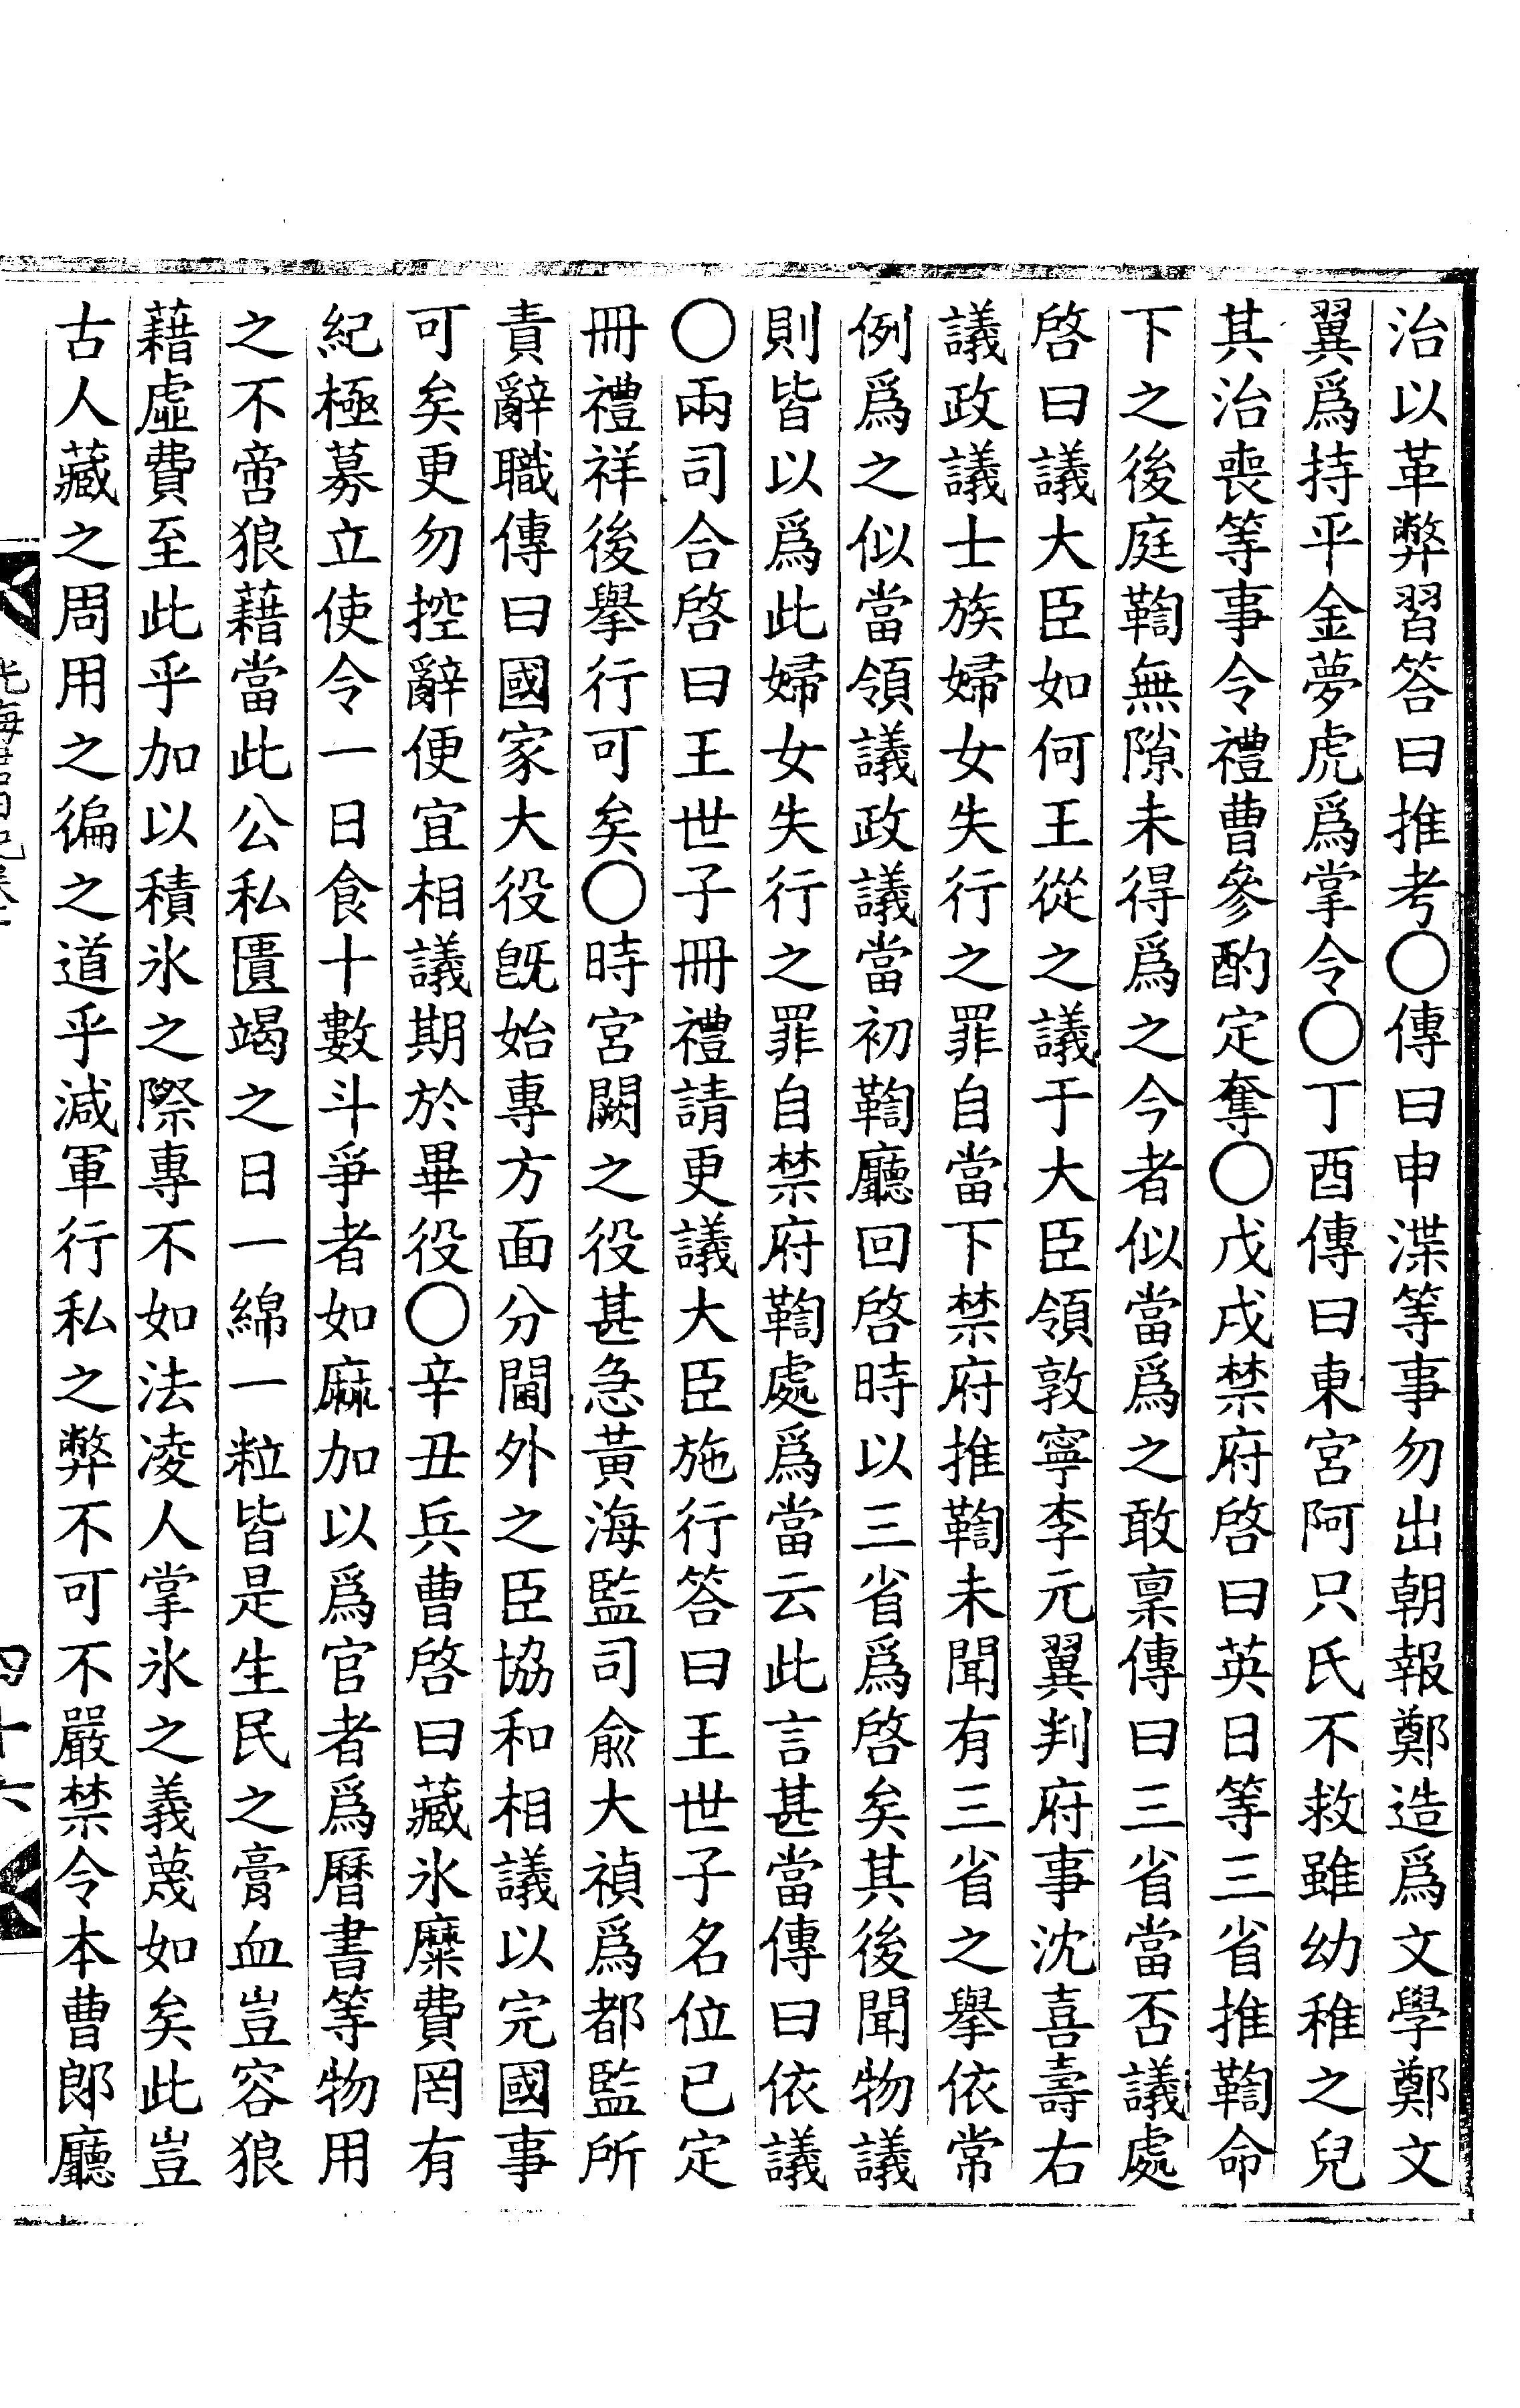 治以革弊習答曰推考〇傳曰申渫等事勿出朝報鄭造爲文學鄭文
翼爲持平金夢虎爲掌令〇丁酉傳曰東宮阿只氏不救雖幼稚之兒
其治喪等事令禮曹參酌定奪〇戊戌禁府啓曰英日等三省推鞫命
下之後庭鞫無隙未得爲之今者似當爲之敢稟傳曰三省當否議處
啓曰議大臣如何王從之議于大臣領敦寧李元翼判府事沈喜壽右
議政議士族婦女失行之罪自當下禁府推鞫未聞有三省之擧依常
例爲之似當領議政議當初鞫廳回啓時以三省爲啓矣其後聞物議
則皆以爲此婦女失行之罪自禁府鞫處爲當云此言甚當傳曰依議
〇兩司合啓曰王世子冊禮請更議大臣施行答曰王世子名位已定
冊禮祥後擧行可矣〇時宮闕之役甚急黃海監司兪大禎爲都監所
責辭職傳曰國家大役旣始專方面分閫外之臣協和相議以完國事
可矣更勿控辭便宜相議期於畢役〇辛丑兵曹啓曰藏氷糜費罔有
紀極募立使令一日食十數斗爭者如麻加以爲官者爲曆書等物用
之不啻狼藉當此公私匱竭之日一綿一粒皆是生民之膏血豈容狼
藉虛費至此乎加以積氷之際專不如法凌人掌氷之義蔑如矣此豈
古人藏之周用之徧之道乎減軍行私之弊不可不嚴禁令本曹郞廳
四十六